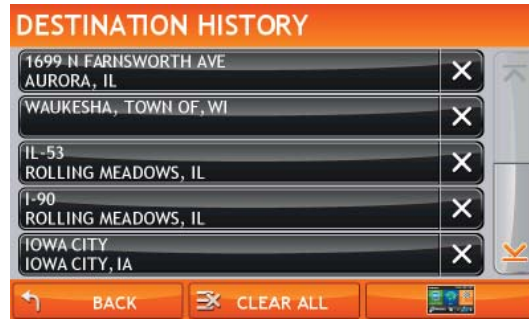 DESTINATION HISTORY
1699 N FARNSWORTH AVE
AURORA, IL
WAUKESHA, TOWN OF, WI
IL-53
ROLLING MEADOWS, IL
I-90
ROLLING MEADOWS, IL
IOWA CITY
IOWA CITY, IA
BACK
CLEAR ALL